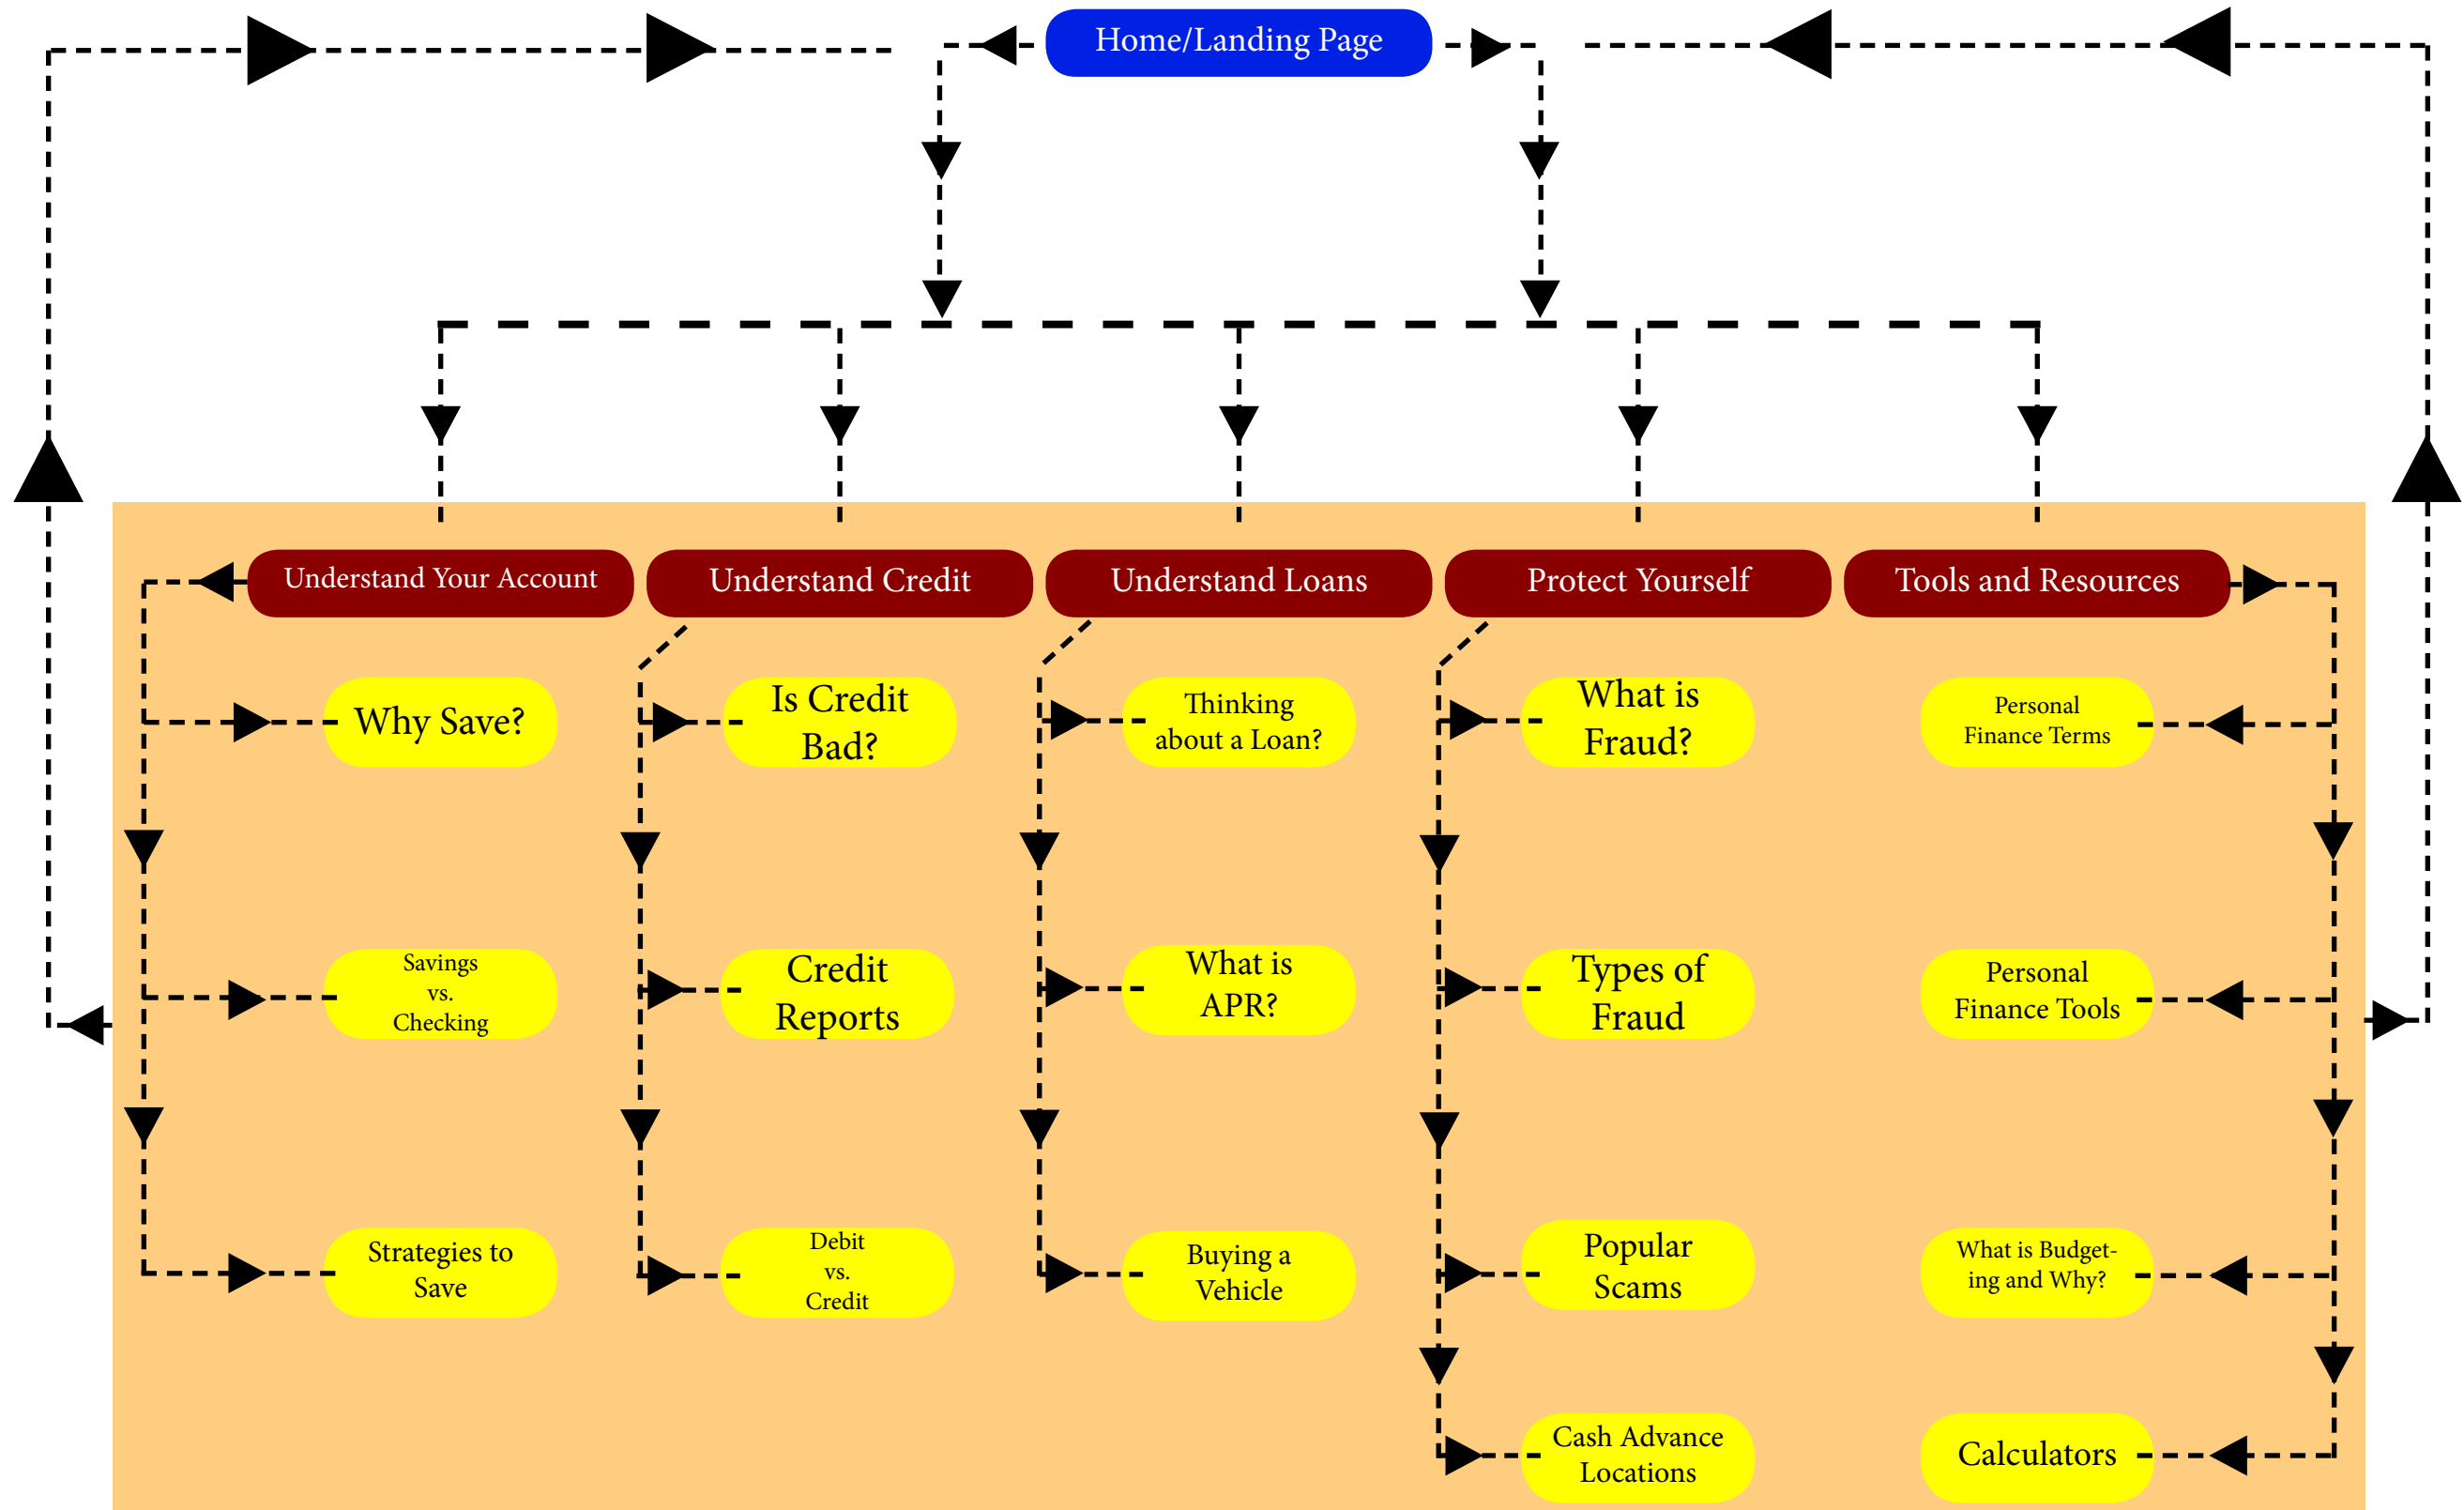 Home/Landing Page
Understand Your Account
Understand Credit
Understand Loans
Protect Yourself
Tools and Resources
Why Save?
Is Credit
Bad?
Thinking
about a Loan?
What is
Fraud?
Personal
Finance Terms
Savings
vs.
Checking
Credit
Reports
What is
APR?
Types of
Fraud
Personal
Finance Tools
Strategies to
Save
Debit
vs.
Credit
Buying a
Vehicle
Popular
Scams
What is Budget-
ing and Why?
Cash Advance
Locations
Calculators